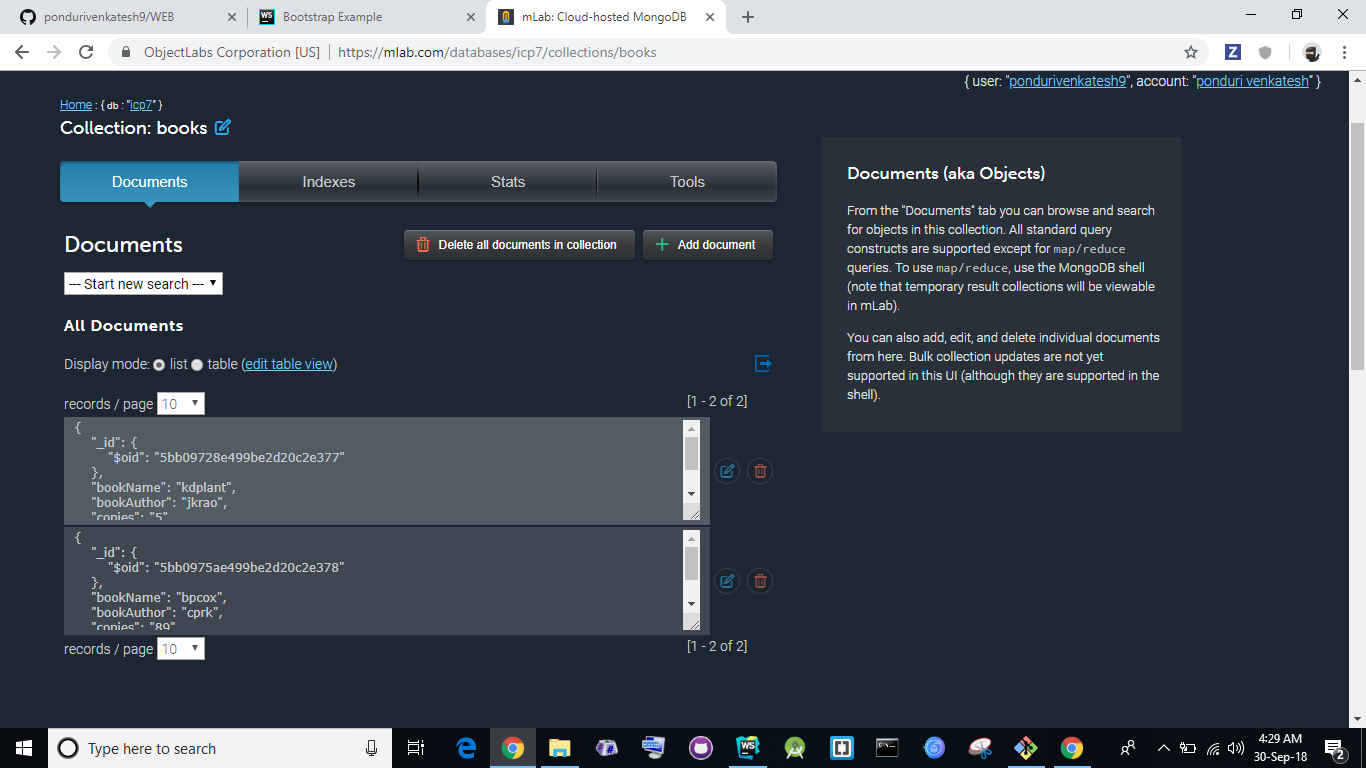 pondurivenkatesh9/WEB
Bootstrap Example
mLab: Cloud-hosted MongoDB
ObjectLabs Corporation [US] | https://mlab.com/databases/icp7/collections/books
{ user: "pondurivenkatesh9", account: "ponduri venkatesh" }
Home : { db : "icp7" }
Collection: books
Documents Indexes Stats Tools
Documents
Delete all documents in collection
Add document
--- Start new search ---
All Documents
Display mode: list table (edit table view)
records / page 10 [1 - 2 of 2]
{
"_id": {
"$oid": "5bb09728e499be2d20c2e377"
},
"bookName": "kdplant",
"bookAuthor": "jkrao",
"copies": "5"
{
"_id": {
"$oid": "5bb0975ae499be2d20c2e378"
},
"bookName": "bpcox",
"bookAuthor": "cprk",
"copies": "89"
records / page 10 [1 - 2 of 2]
Documents (aka Objects)
From the "Documents" tab you can browse and search
for objects in this collection. All standard query
constructs are supported except for map/reduce
queries. To use map/reduce, use the MongoDB shell
(note that temporary result collections will be viewable
in mLab).
You can also add, edit, and delete individual documents
from here. Bulk collection updates are not yet
supported in this UI (although they are supported in the
shell).
Type here to search
4:29 AM
30-Sep-18
2